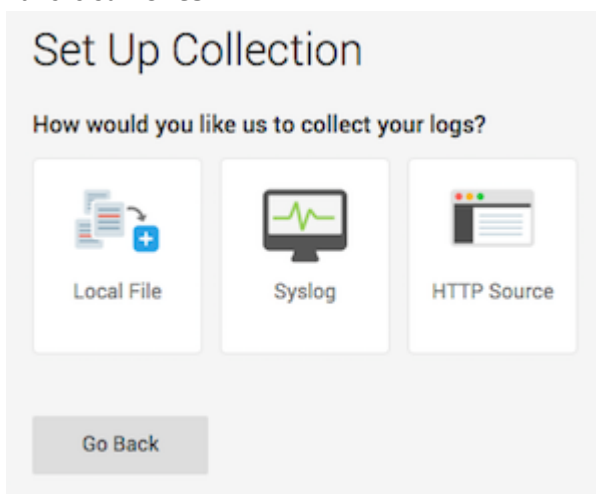 Set Up Collection
How would you like us to collect your logs?
Local File
Syslog
HTTP Source
Go Back